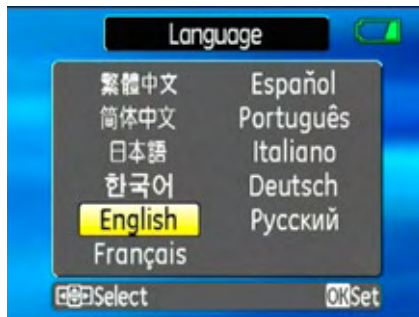 Language
繁體中文
简体中文
日本語
한국어
English
Français
Español
Português
Italiano
Deutsch
Русский
Select
OK Set